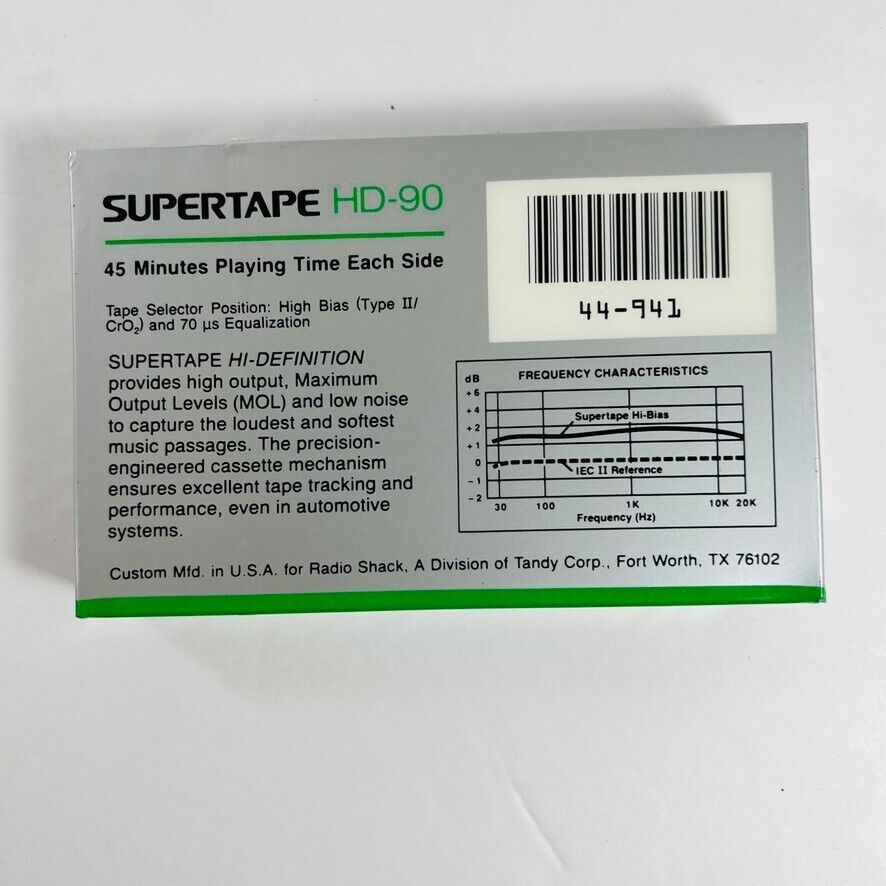 SUPERTAPE HD-90
45 Minutes Playing Time Each Side
Tape Selector Position: High Bias (Type II/
CrO₂) and 70 µs Equalization
SUPERTAPE HI-DEFINITION
provides high output, Maximum
Output Levels (MOL) and low noise
to capture the loudest and softest
music passages. The precision-
engineered cassette mechanism
ensures excellent tape tracking and
performance, even in automotive
systems.
44-941
FREQUENCY CHARACTERISTICS
dB
+6
+4
+2
+1
0
-1
-2
Supertape Hi-Bias
IEC II Reference
30 100 1K 10K 20K
Frequency (Hz)
Custom Mfd. in U.S.A. for Radio Shack, A Division of Tandy Corp., Fort Worth, TX 76102